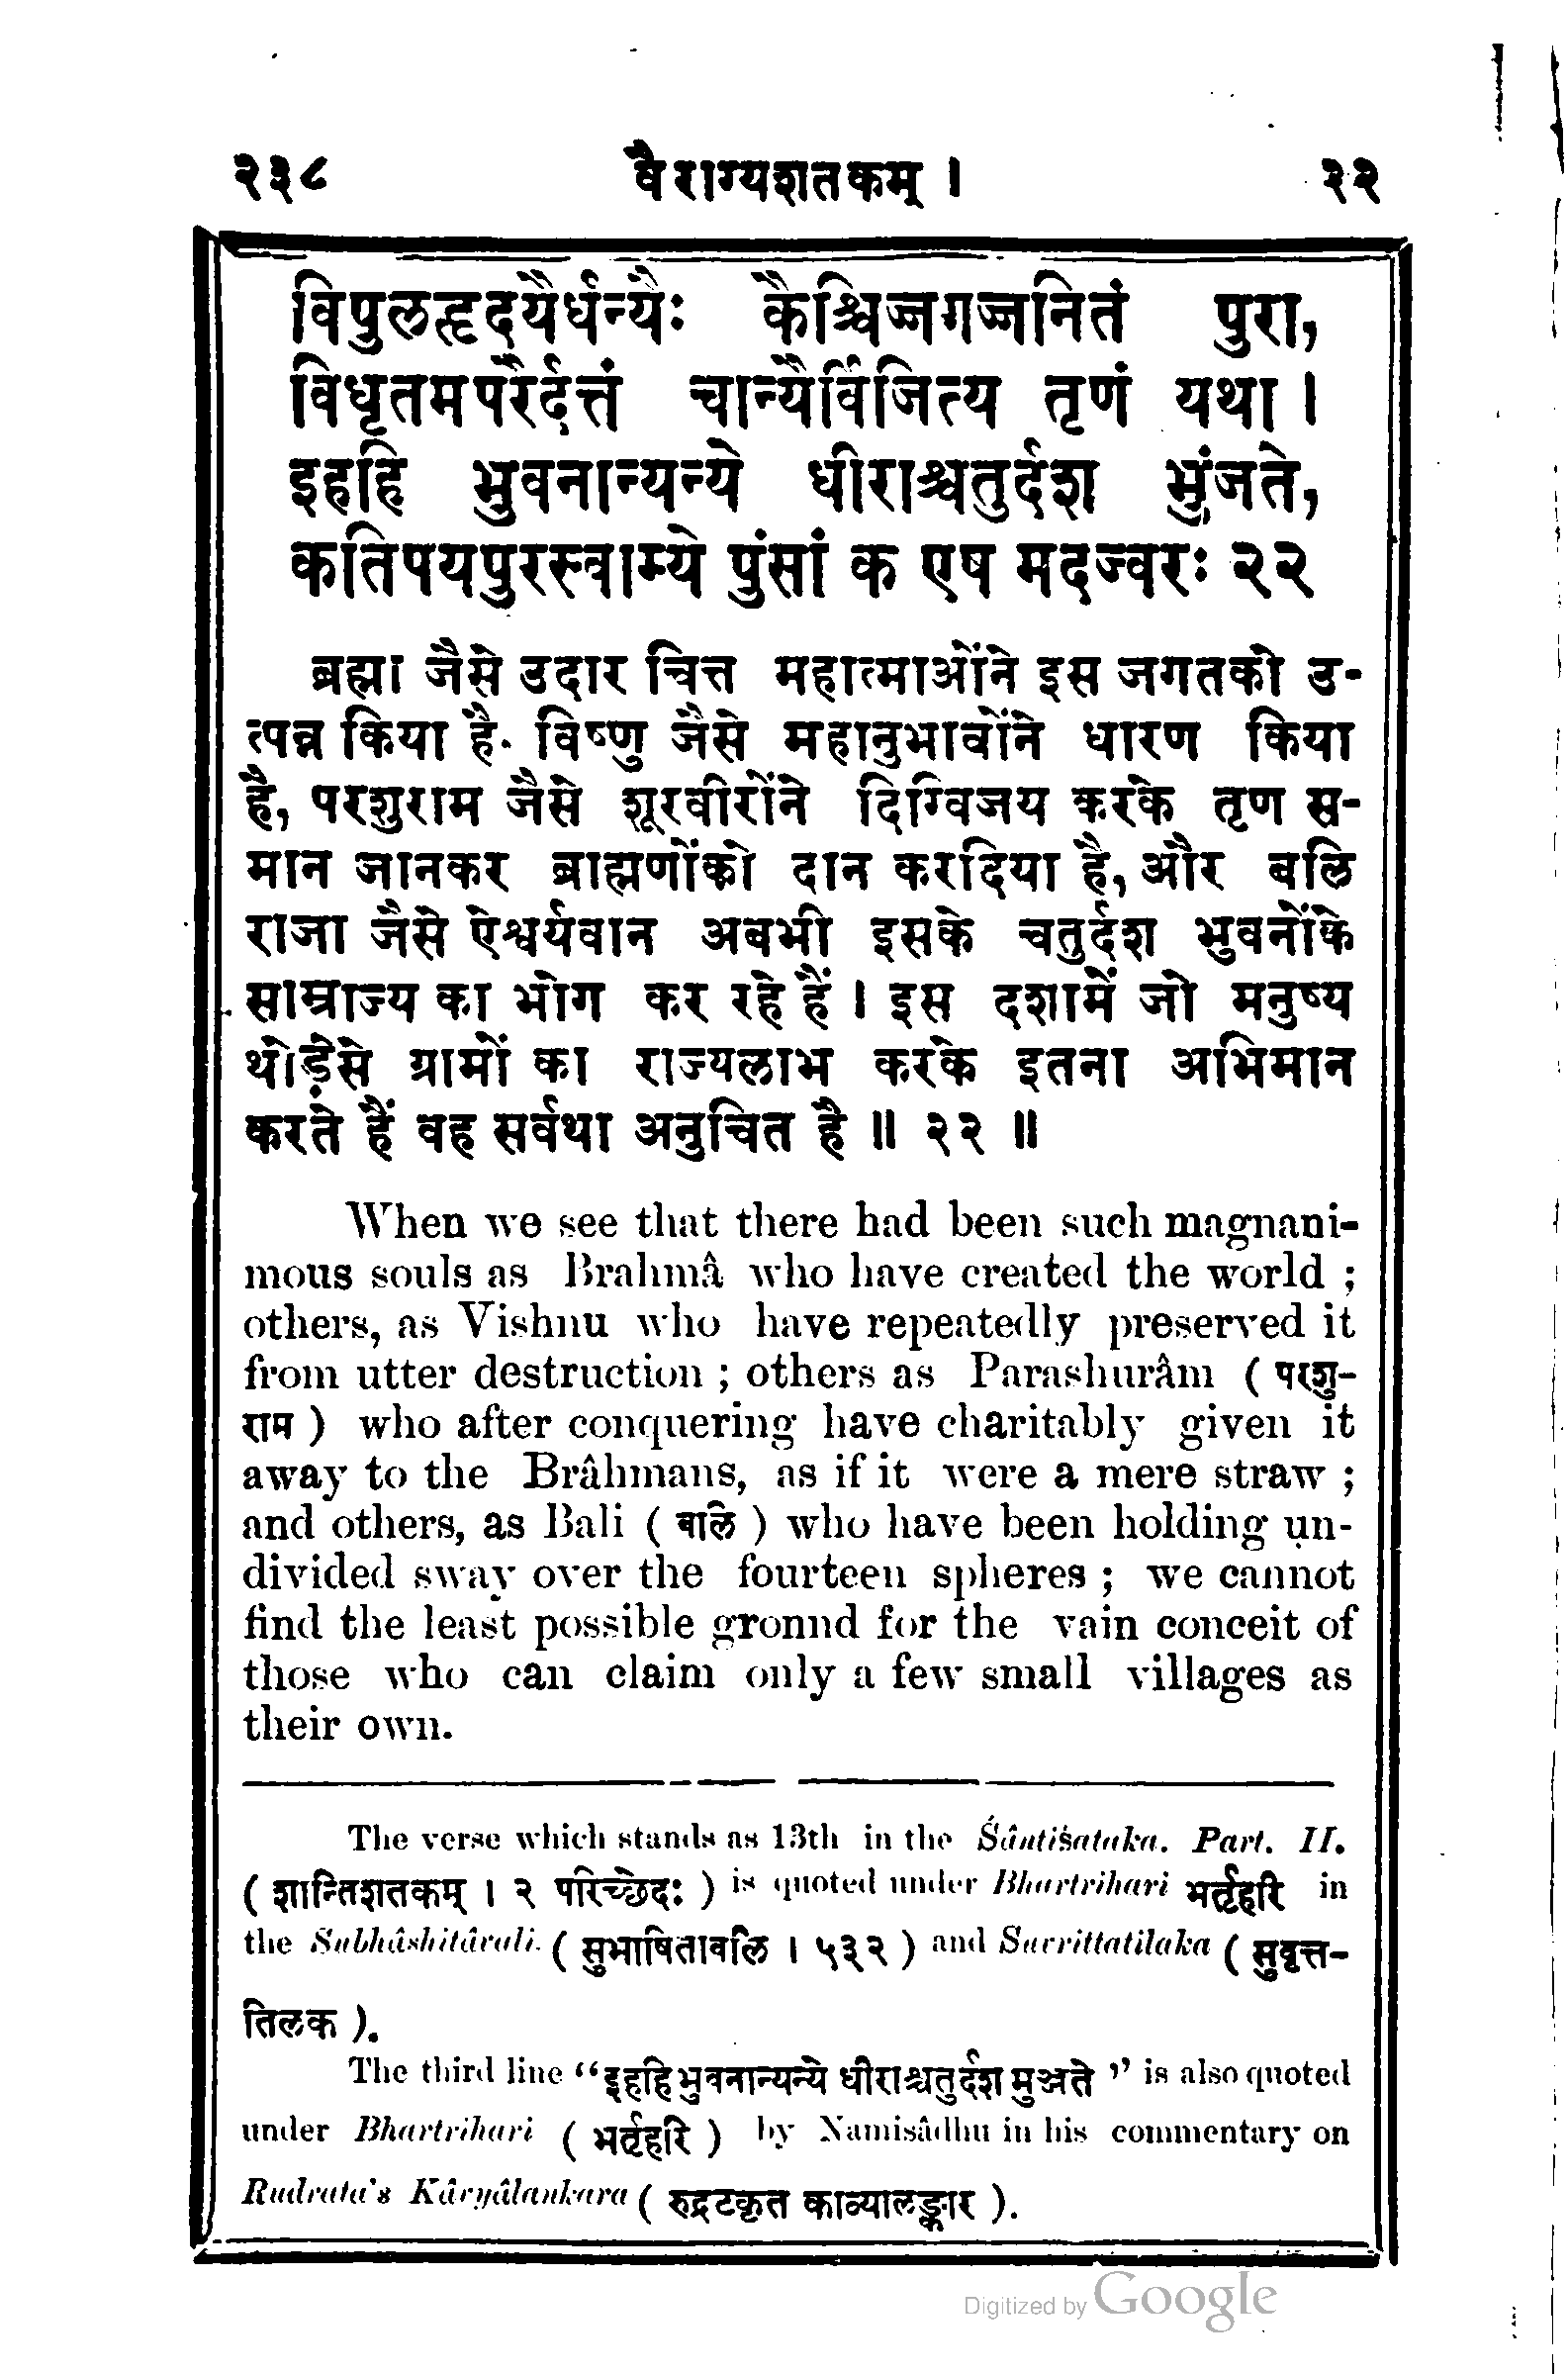 २३८ वैराग्यशतकम् । ३२
विपुलहृदयैर्धन्यैः कैश्चिज्जगज्जनितं पुरा,
विधृतमपरैर्दत्तं चान्यैर्विजित्य तृणं यथा ।
इहहि भुवनान्यन्ये धीराश्चतुर्दश भुंजते,
कतिपयपुरस्वाम्ये पुंसां क एष मदज्वरः २२
ब्रह्मा जैसे उदार चित्त महात्माओंने इस जगतको उ-
त्पन्न किया है. विष्णु जैसे महानुभावोंने धारण किया
है, परशुराम जैसे शूरवीरोंने दिग्विजय करके तृण स-
मान जानकर ब्राह्मणोंको दान करदिया है, और बलि
राजा जैसे ऐश्वर्यवान अबभी इसके चतुर्दश भुवनोंके
साम्राज्य का भोग कर रहे हैं । इस दशामें जो मनुष्य
थोड़ेसे ग्रामों का राज्यलाभ करके इतना अभिमान
करते हैं वह सर्वथा अनुचित है ॥ २२ ॥
When we see that there had been such magnani-
mous souls as Brahmâ who have created the world ;
others, as Vishnu who have repeatedly preserved it
from utter destruction ; others as Parashurâm ( परशु-
राम ) who after conquering have charitably given it
away to the Brâhmans, as if it were a mere straw ;
and others, as Bali ( बलि ) who have been holding un-
divided sway over the fourteen spheres ; we cannot
find the least possible gronnd for the vain conceit of
those who can claim only a few small villages as
their own.
The verse which stands as 13th in the Śântiśataka. Part. II.
( शान्तिशतकम् । २ परिच्छेदः ) is quoted under Bhartrihari भर्तृहरि in
the Subhâshitâvali. ( सुभाषितावलि । ५३२ ) and Suvrittatilaka ( सुवृत्त-
तिलक ).
The third line “इहहि भुवनान्यन्ये धीराश्चतुर्दश भुञ्जते ” is also quoted
under Bhartrihari ( भर्तृहरि ) by Namisâdhu in his commentary on
Rudrata's Kâvyâlankara ( रुद्रटकृत काव्यालङ्कार ).
Digitized by Google